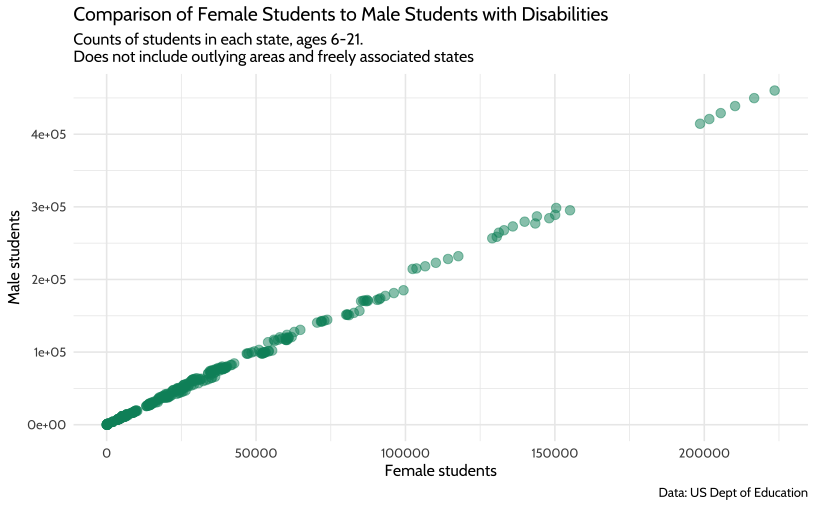 Comparison of Female Students to Male Students with Disabilities
Counts of students in each state, ages 6-21.
Does not include outlying areas and freely associated states
Male students
4e+05
3e+05
2e+05
1e+05
0e+00
0
50000
100000
150000
200000
Female students
Data: US Dept of Education